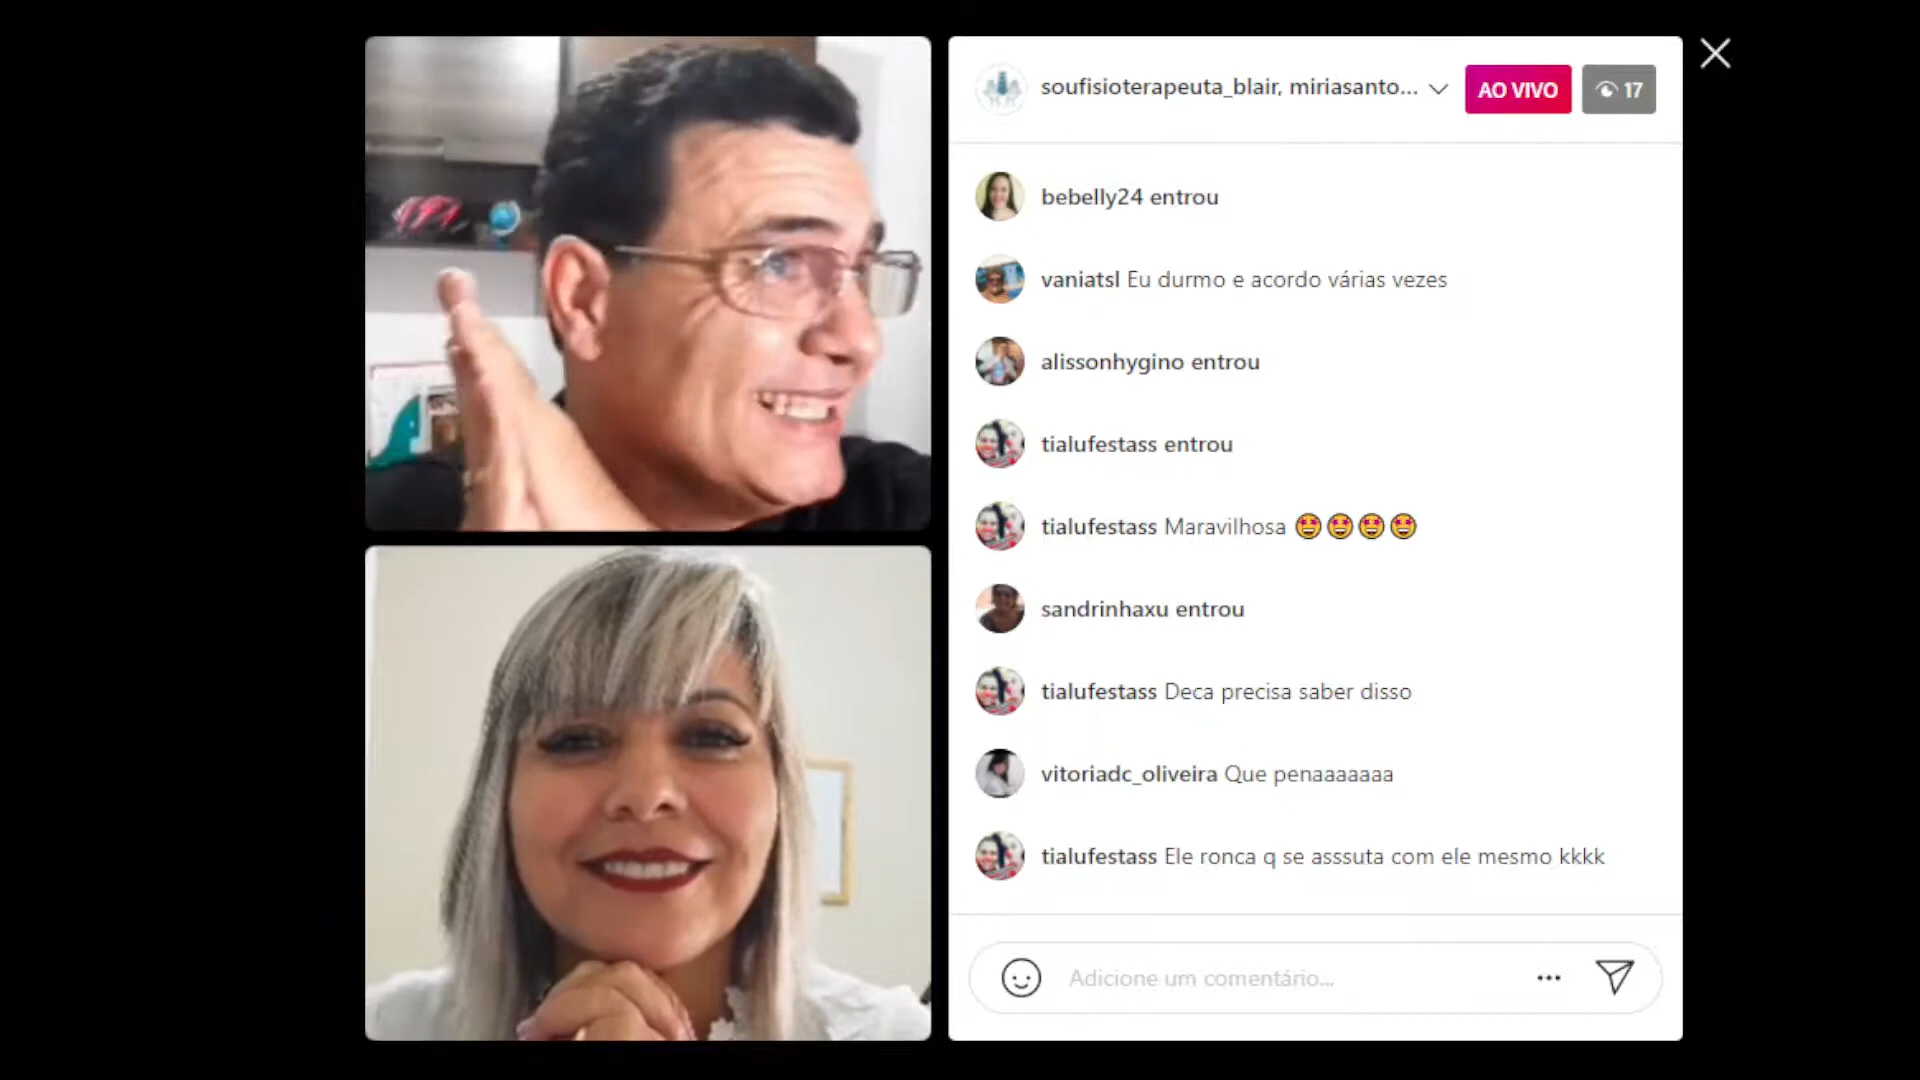 soufisioterapeuta_blair, miriasanto...
AO VIVO
17
bebelly24 entrou
vaniatsl Eu durmo e acordo várias vezes
alissonhygino entrou
tialufestass entrou
tialufestass Maravilhosa 🤩🤩🤩🤩
sandrinhaxu entrou
tialufestass Deca precisa saber disso
vitoriadc_oliveira Que penaaaaaaa
tialufestass Ele ronca q se asssuta com ele mesmo kkkk
Adicione um comentário...